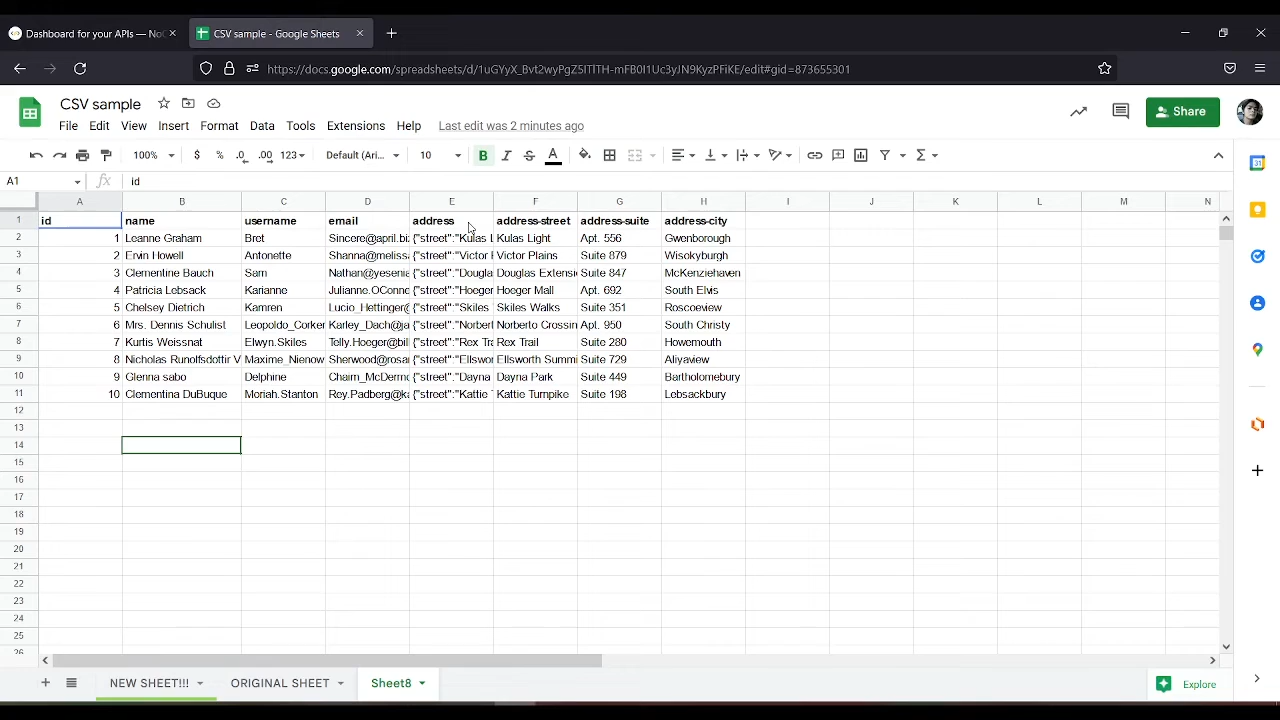 Dashboard for your APIs — No
CSV sample - Google Sheets
https://docs.google.com/spreadsheets/d/1uGYyX_Bvt2wyPgZ5ITlTH-mFB0I1Uc3yJN9KyzPFiKE/edit#gid=873655301
CSV sample
File Edit View Insert Format Data Tools Extensions Help Last edit was 2 minutes ago
Share
100% $ % .0 .00 123 Default (Ari... 10 B I S A
A1 fx id
A B C D E F G H I J K L M N
1 id name username email address address-street address-suite address-city
2 1 Leanne Graham Bret Sincere@april.bi {"street":"Kulas L Kulas Light Apt. 556 Gwenborough
3 2 Ervin Howell Antonette Shanna@meliss {"street":"Victor P Victor Plains Suite 879 Wisokyburgh
4 3 Clementine Bauch Sam Nathan@yeseni {"street":"Dougla Douglas Extensi Suite 847 McKenziehaven
5 4 Patricia Lebsack Karianne Julianne.OConn {"street":"Hoeger Hoeger Mall Apt. 692 South Elvis
6 5 Chelsey Dietrich Kamren Lucio_Hettinger@ {"street":"Skiles Skiles Walks Suite 351 Roscoeview
7 6 Mrs. Dennis Schulist Leopoldo_Corker Karley_Dach@ja {"street":"Norbert Norberto Crossin Apt. 950 South Christy
8 7 Kurtis Weissnat Elwyn.Skiles Telly.Hoeger@bil {"street":"Rex Tra Rex Trail Suite 280 Howemouth
9 8 Nicholas Runolfsdottir V Maxime_Nienow Sherwood@rosa {"street":"Ellswor Ellsworth Summi Suite 729 Aliyaview
10 9 Glenna sabo Delphine Chaim_McDerm {"street":"Dayna Dayna Park Suite 449 Bartholomebury
11 10 Clementina DuBuque Moriah.Stanton Rey.Padberg@ka {"street":"Kattie T Kattie Turnpike Suite 198 Lebsackbury
12
13
14
15
16
17
18
19
20
21
22
23
24
25
26
NEW SHEET!!! ORIGINAL SHEET Sheet8 Explore